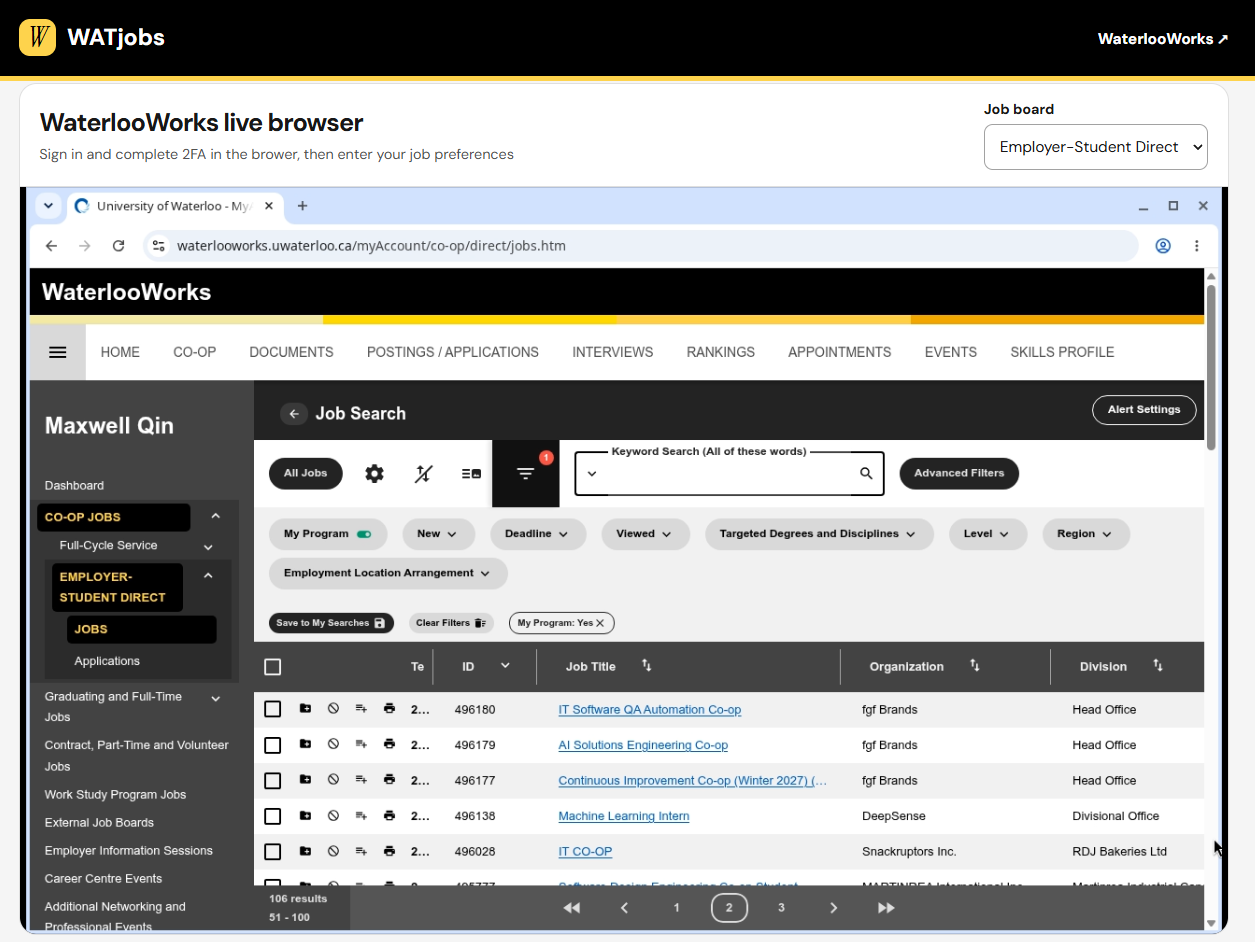 W WATjobs
WaterlooWorks ↗
WaterlooWorks live browser
Sign in and complete 2FA in the brower, then enter your job preferences
Job board
Employer-Student Direct
University of Waterloo - My
waterlooworks.uwaterloo.ca/myAccount/co-op/direct/jobs.htm
WaterlooWorks
HOME CO-OP DOCUMENTS POSTINGS / APPLICATIONS INTERVIEWS RANKINGS APPOINTMENTS EVENTS SKILLS PROFILE
Maxwell Qin
Dashboard
CO-OP JOBS
Full-Cycle Service
EMPLOYER-
STUDENT DIRECT
JOBS
Applications
Graduating and Full-Time
Jobs
Contract, Part-Time and Volunteer
Jobs
Work Study Program Jobs
External Job Boards
Employer Information Sessions
Career Centre Events
Additional Networking and
Professional Events
Job Search
Alert Settings
All Jobs
1
Keyword Search (All of these words)
Advanced Filters
My Program New Deadline Viewed Targeted Degrees and Disciplines Level Region
Employment Location Arrangement
Save to My Searches Clear Filters My Program: Yes ✕
Te ID Job Title Organization Division
2... 496180 IT Software QA Automation Co-op fgf Brands Head Office
2... 496179 AI Solutions Engineering Co-op fgf Brands Head Office
2... 496177 Continuous Improvement Co-op (Winter 2027) (... fgf Brands Head Office
2... 496138 Machine Learning Intern DeepSense Divisional Office
2... 496028 IT CO-OP Snackruptors Inc. RDJ Bakeries Ltd
106 results
51 - 100
1 2 3